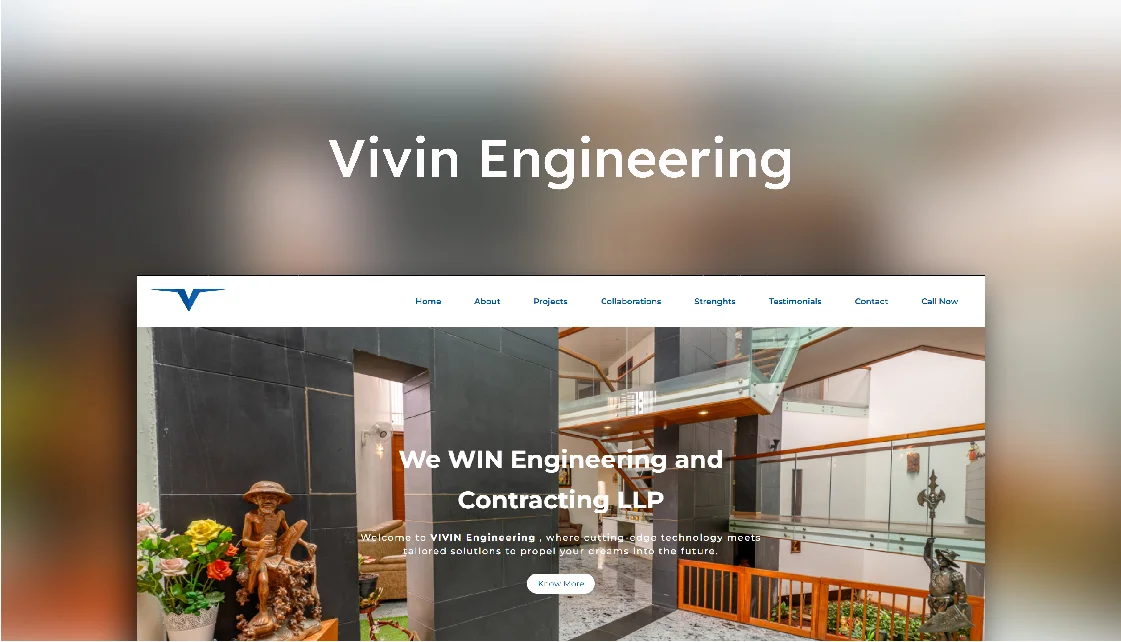 Vivin Engineering
Home About Projects Collaborations Strenghts Testimonials Contact Call Now
We WIN Engineering and
Contracting LLP
Welcome to VIVIN Engineering , where cutting-edge technology meets
tailored solutions to propel your dreams into the future.
Know More